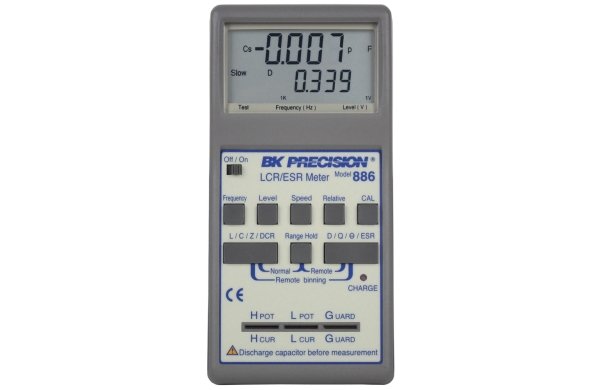 Cs -0.007 p F
Slow D 0.339
1K 1V
Test Frequency ( Hz ) Level ( V )
Off / On
BK PRECISION®
LCR/ESR Meter Model 886
Frequency Level Speed Relative CAL
L / C / Z / DCR Range Hold D / Q / Θ / ESR
Normal Remote
Remote binning
CHARGE
CE
H POT L POT G UARD
H CUR L CUR G UARD
Discharge capacitor before measurement